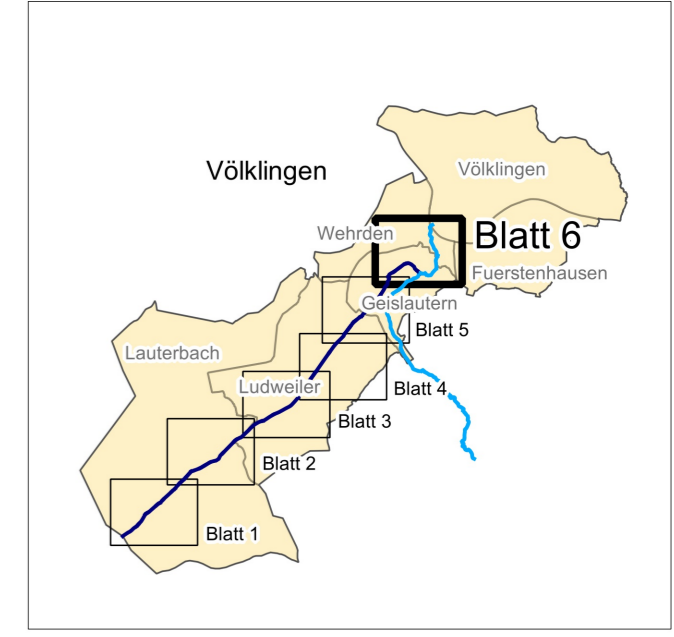 Völklingen
Völklingen
Wehrden
Blatt 6
Fuerstenhausen
Geislautern
Blatt 5
Lauterbach
Ludweiler
Blatt 4
Blatt 3
Blatt 2
Blatt 1